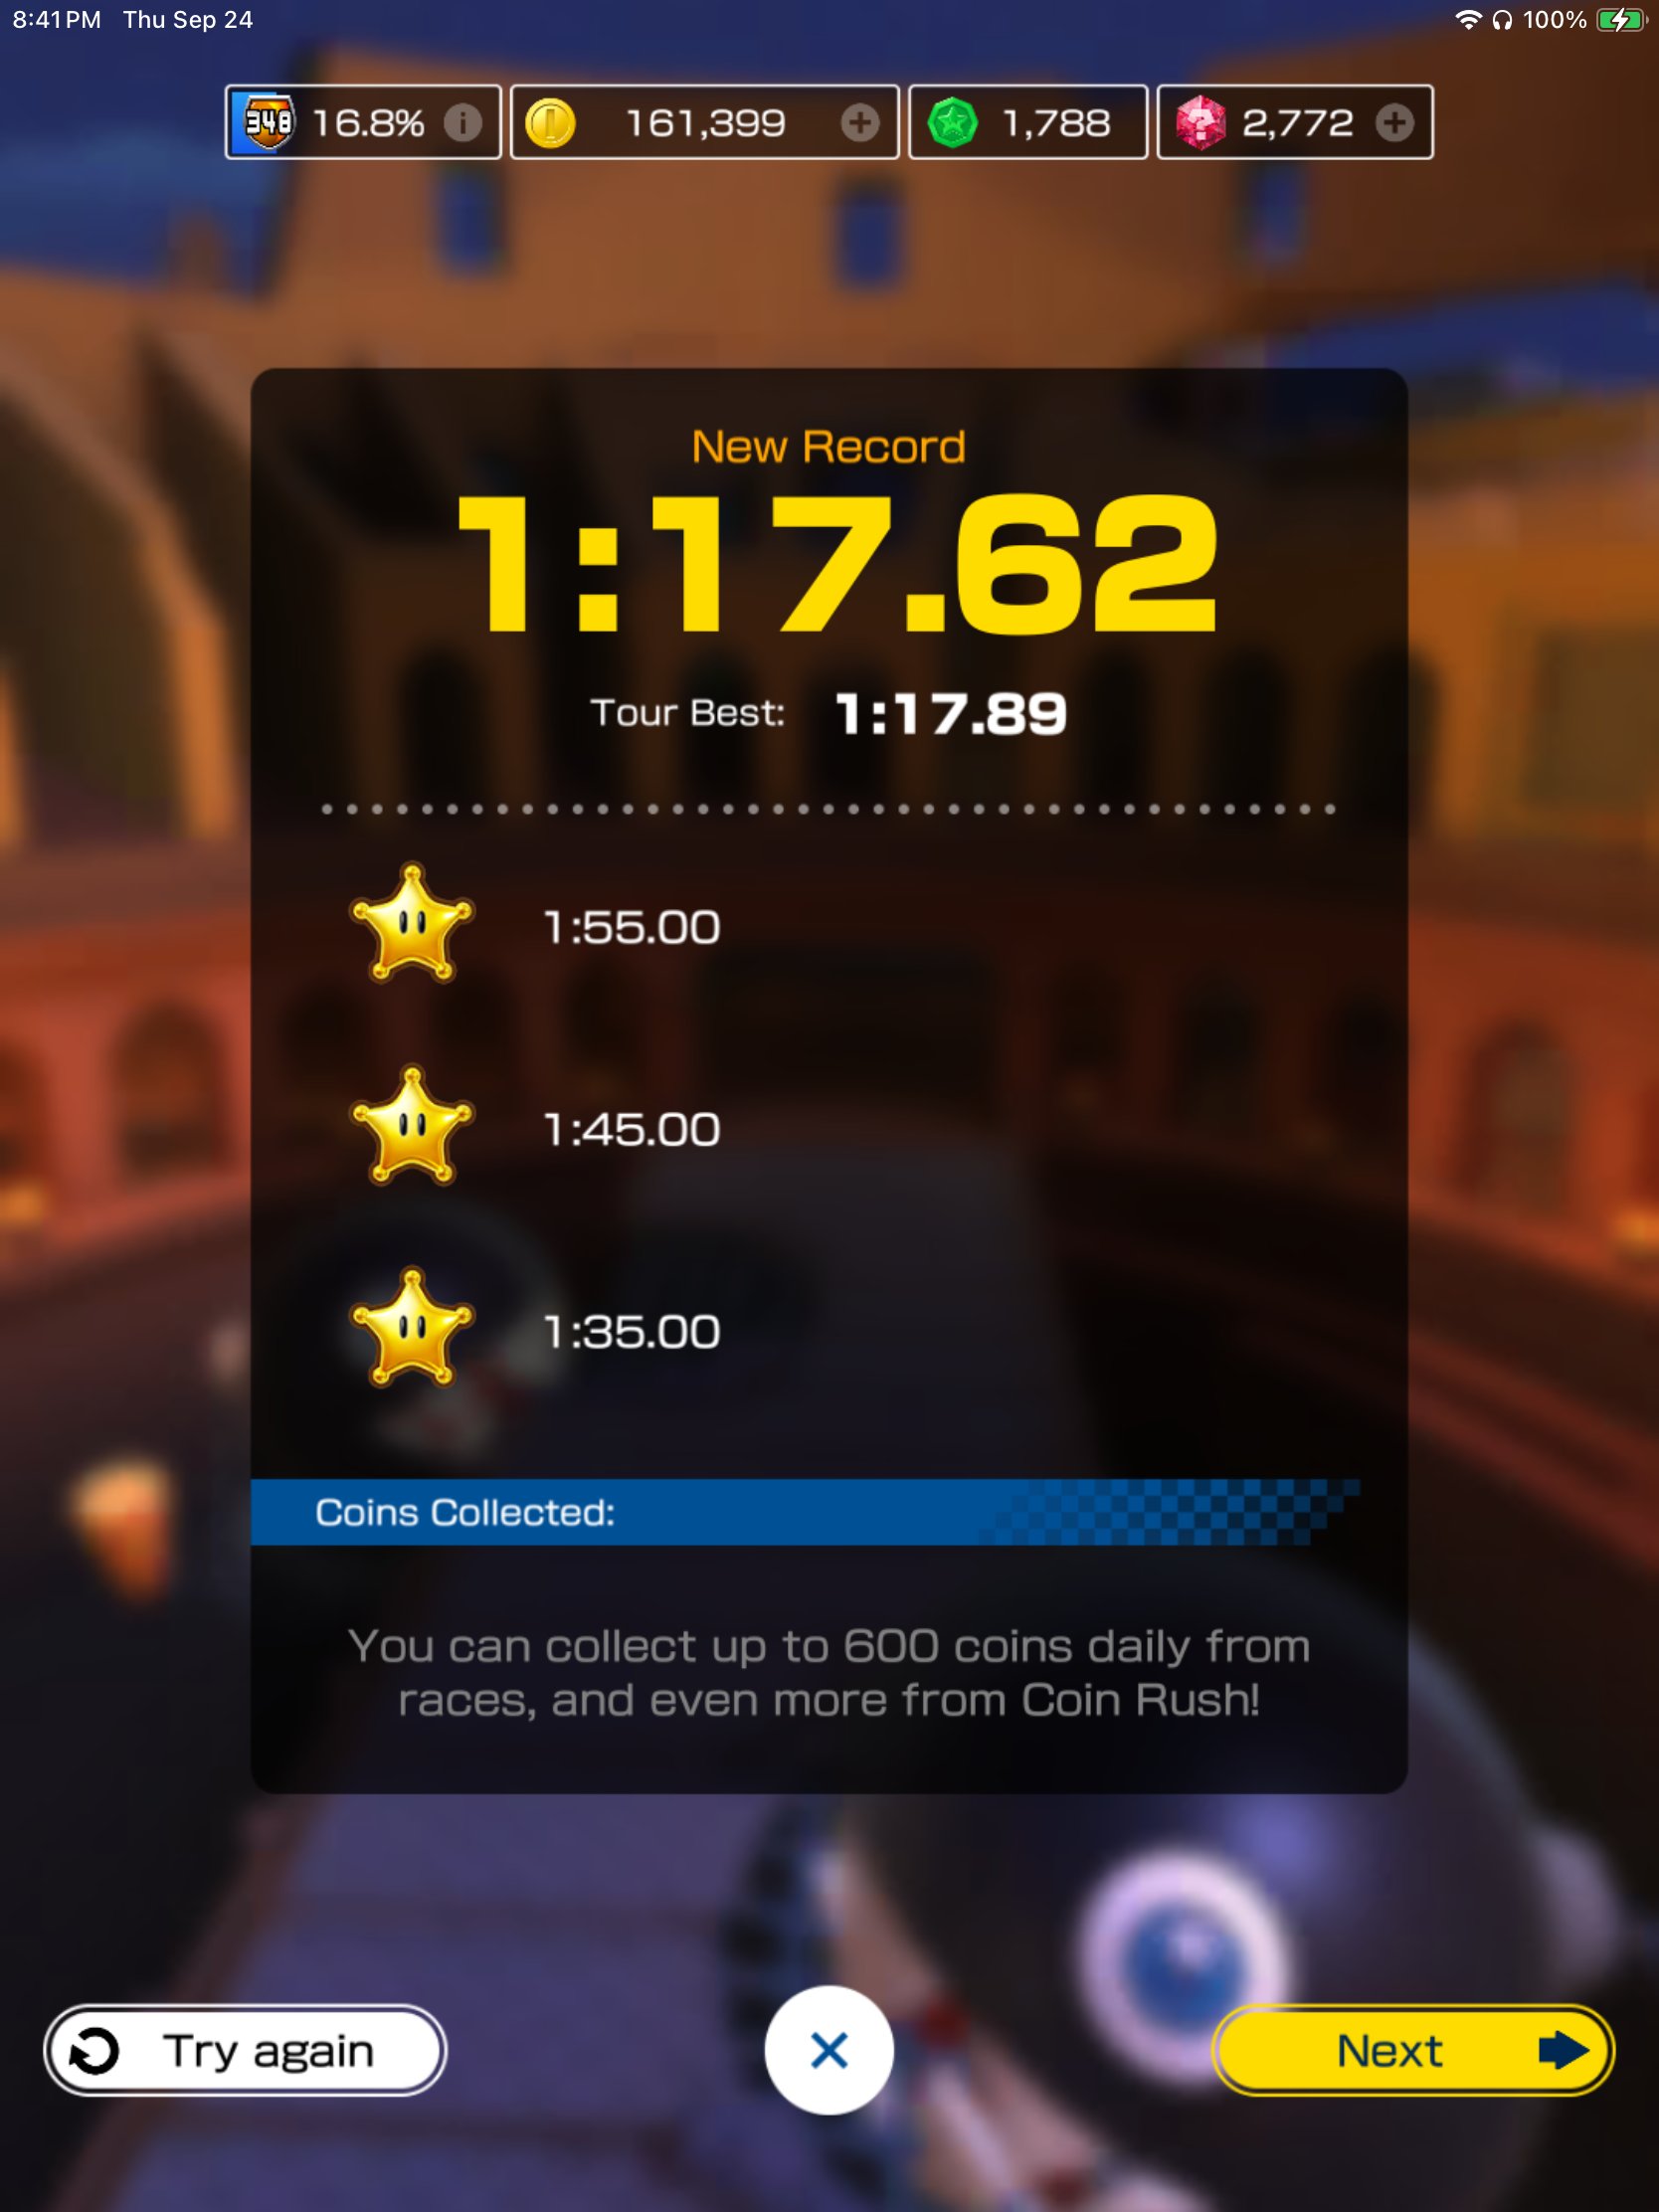 8:41 PM Thu Sep 24 100%
348 16.8% i 161,399 + 1,788 ? 2,772 +
New Record
1:17.62
Tour Best: 1:17.89
1:55.00
1:45.00
1:35.00
Coins Collected:
You can collect up to 600 coins daily from
races, and even more from Coin Rush!
Try again × Next